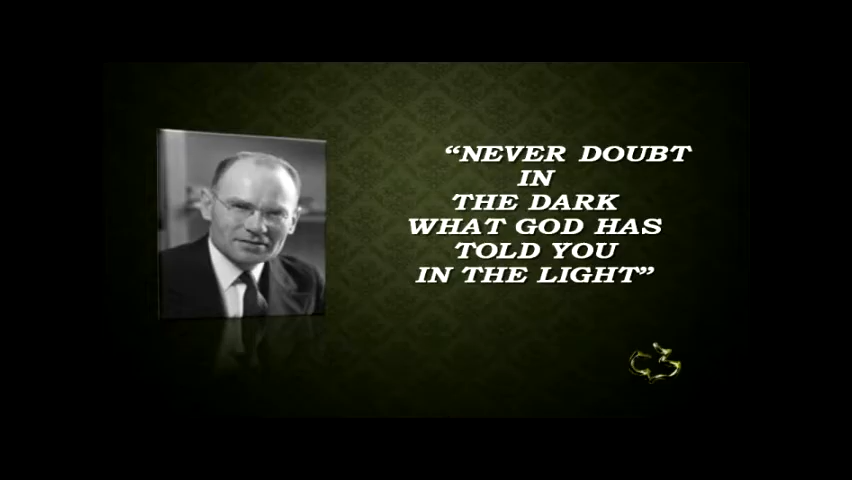 “NEVER DOUBT
IN
THE DARK
WHAT GOD HAS
TOLD YOU
IN THE LIGHT”